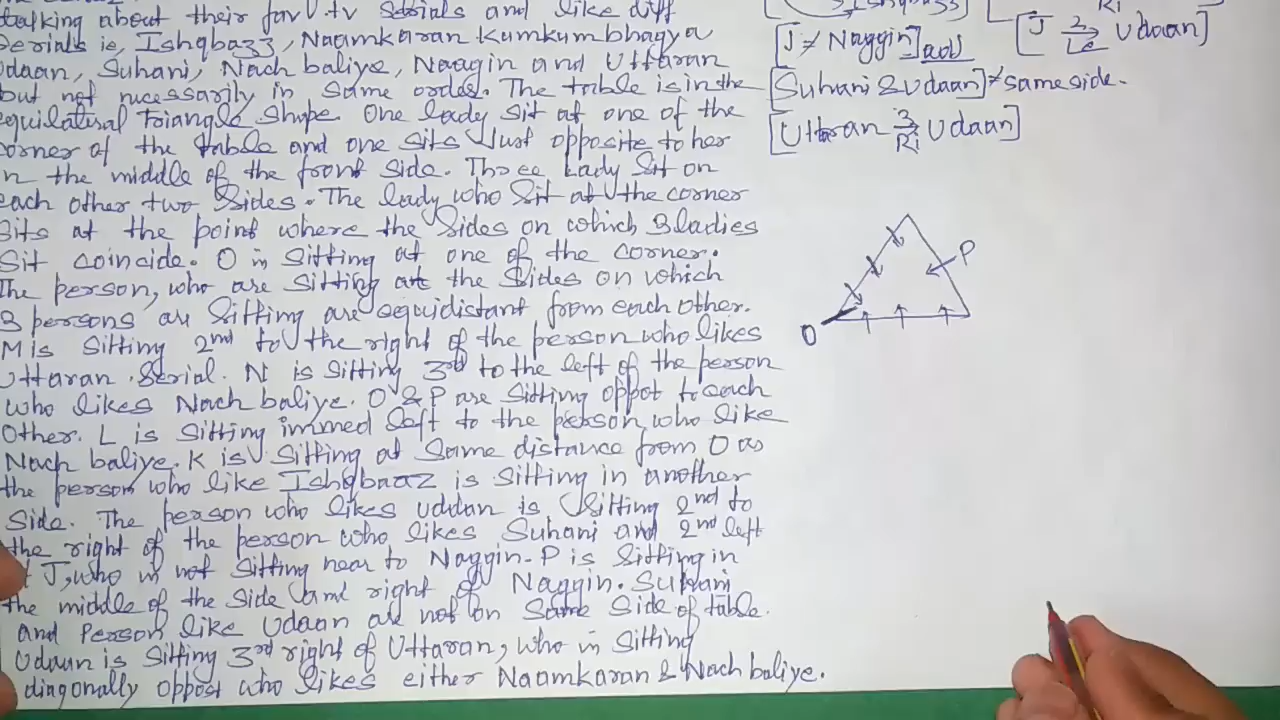 talking about their fav tv serials and like diff
serials ie, Ishqbazz, Naamkaran Kumkumbhagya
Udaan, Suhani, Nach baliye, Naagin and Uttaran
but not necessarily in same order. The table is in the
equilateral Triangle shape One lady sit at one of the
corner of the table and one sits Just opposite to her
in the middle of the front side. Three Lady Sit on
each other two sides. The lady who Sit at the corner
Sits at the point where the sides on which 3 ladies
Sit coincide. O is sitting at one of the corner.
The person, who are sitting at the sides on which
3 persons are sitting are equidistant from each other.
M is sitting 2nd to the right of the person who likes
Uttaran Serial. N is sitting 3rd to the left of the person
who likes Nach baliye. O & P are sitting oppot to each
Other. L is sitting immed left to the person, who like
Nach baliye. K is sitting at same distance from O as
the person who like Ishqbaaz is sitting in another
Side. The person who likes uddan is sitting 2nd to
the right of the person who likes Suhani and 2nd left
J, who is not sitting near to Naggin. P is sitting in
the middle of the side and right of Naggin. Suhani
and Person like Udaan are not on Same Side of table.
Udaan is sitting 3rd right of Uttaran, who is sitting
diagonally oppost who likes either Naamkaran & Nach baliye.
Ishqbazz]
Ri
[J ≠ Naggin] [J 2/Le Udaan]
[Suhani & Udaan] ≠ same side.
[Uttaran 3/Ri Udaan]
P
O